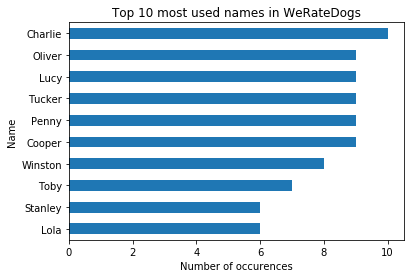 Top 10 most used names in WeRateDogs
Charlie
Oliver
Lucy
Tucker
Penny
Cooper
Winston
Toby
Stanley
Lola
Name
0 2 4 6 8 10
Number of occurences